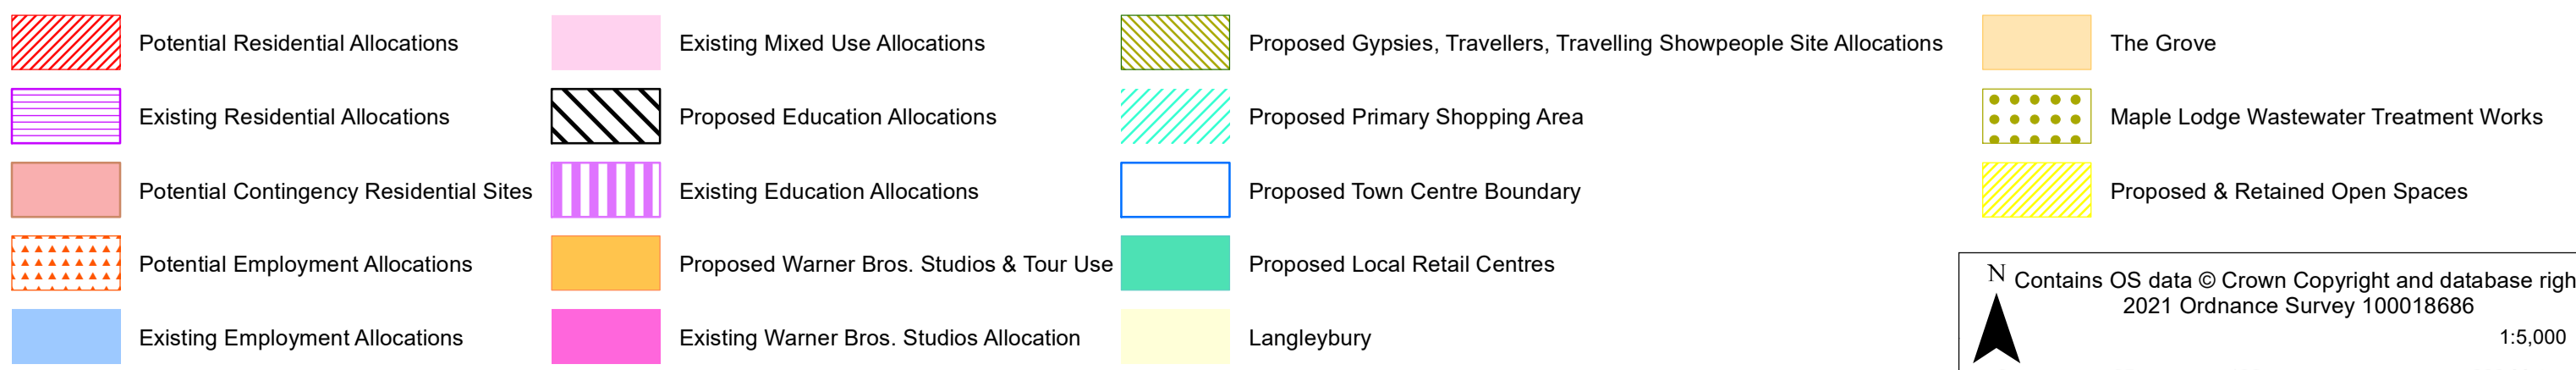 Potential Residential Allocations
Existing Residential Allocations
Potential Contingency Residential Sites
Potential Employment Allocations
Existing Employment Allocations
Existing Mixed Use Allocations
Proposed Education Allocations
Existing Education Allocations
Proposed Warner Bros. Studios & Tour Use
Existing Warner Bros. Studios Allocation
Proposed Gypsies, Travellers, Travelling Showpeople Site Allocations
Proposed Primary Shopping Area
Proposed Town Centre Boundary
Proposed Local Retail Centres
Langleybury
The Grove
Maple Lodge Wastewater Treatment Works
Proposed & Retained Open Spaces
N
Contains OS data © Crown Copyright and database righ
2021 Ordnance Survey 100018686
1:5,000